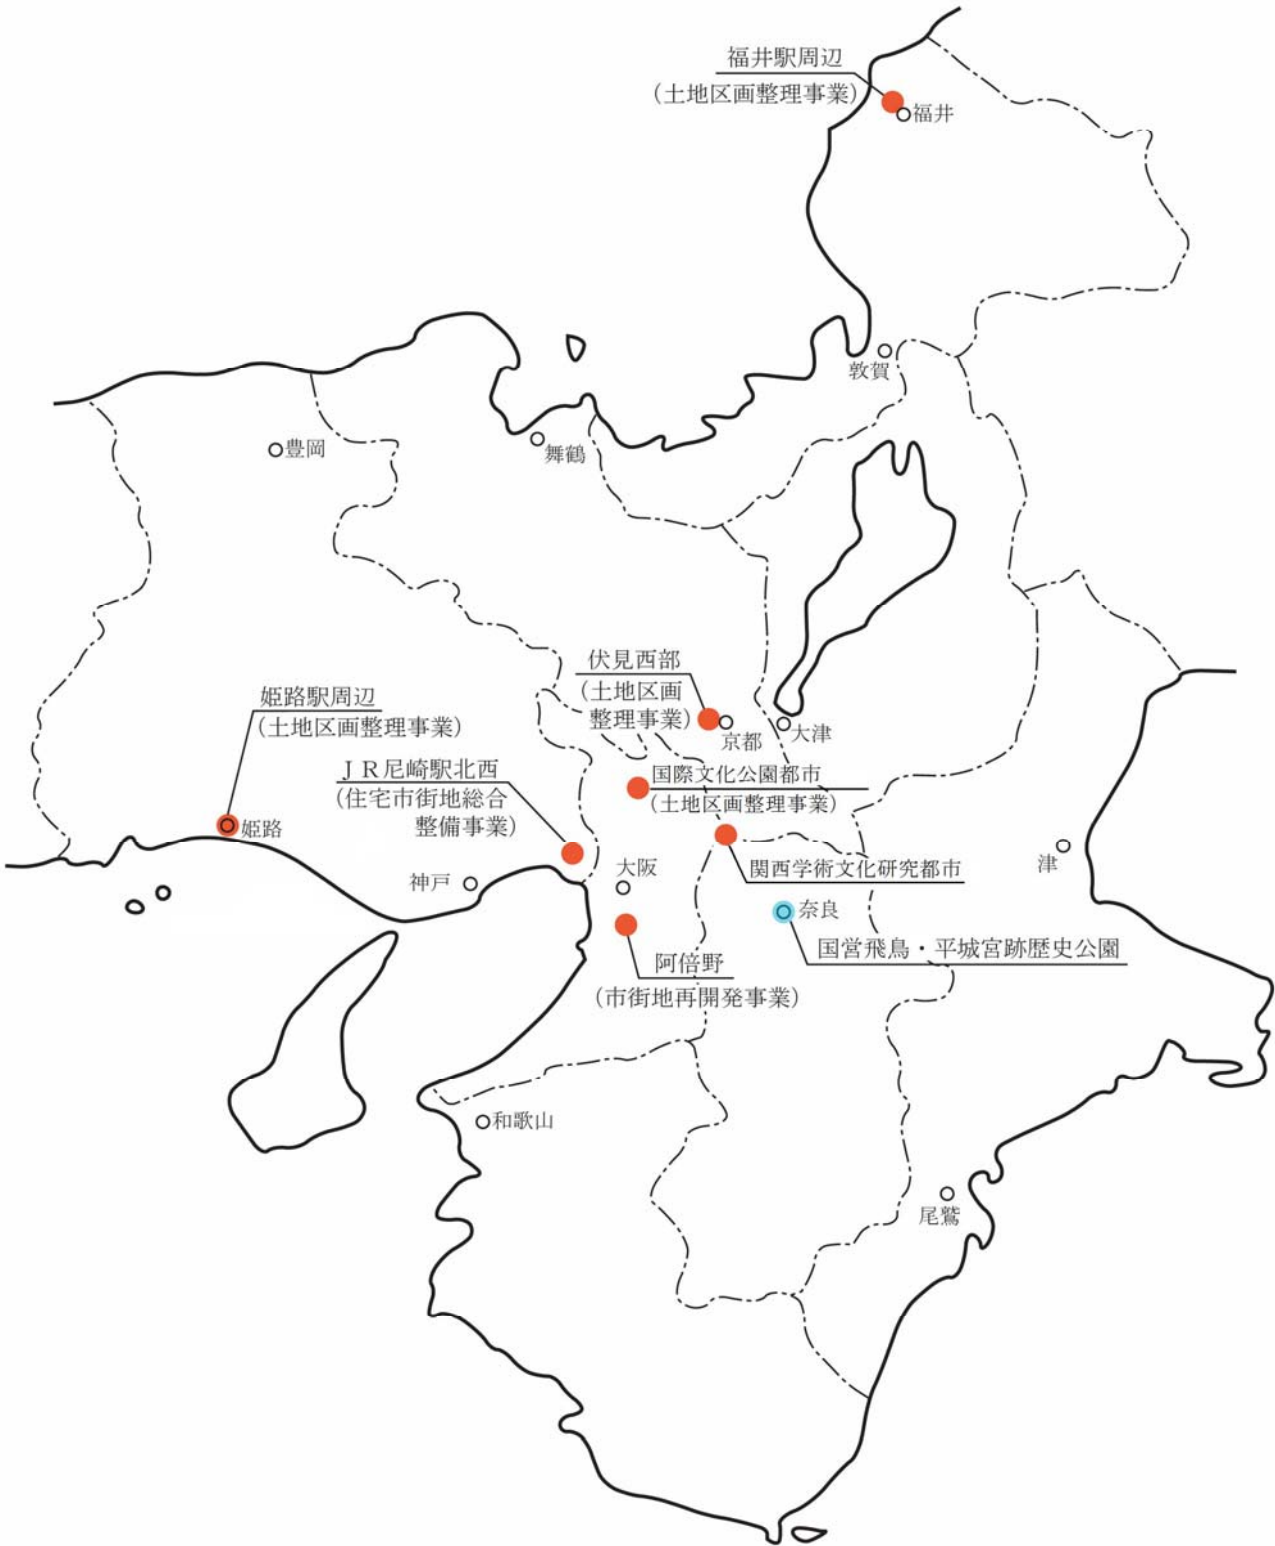 福井駅周辺
（土地区画整理事業）
福井
敦賀
豊岡
舞鶴
伏見西部
（土地区画
整理事業）
京都
大津
姫路駅周辺
（土地区画整理事業）
姫路
ＪＲ尼崎駅北西
（住宅市街地総合
整備事業）
国際文化公園都市
（土地区画整理事業）
関西学術文化研究都市
津
神戸
大阪
奈良
国営飛鳥・平城宮跡歴史公園
阿倍野
（市街地再開発事業）
和歌山
尾鷲